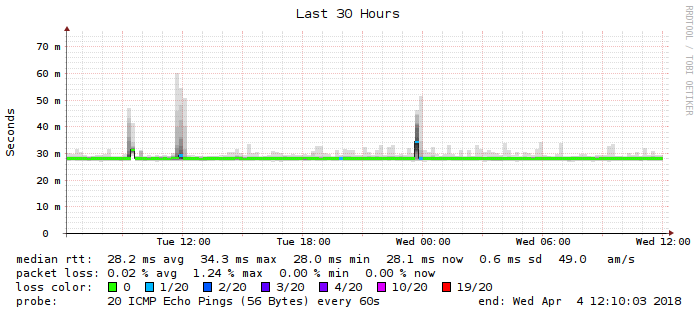 Last 30 Hours
RRDTOOL / TOBI OETIKER
Seconds
70 m
60 m
50 m
40 m
30 m
20 m
10 m
0
Tue 12:00 Tue 18:00 Wed 00:00 Wed 06:00 Wed 12:00
median rtt: 28.2 ms avg 34.3 ms max 28.0 ms min 28.1 ms now 0.6 ms sd 49.0 am/s
packet loss: 0.02 % avg 1.24 % max 0.00 % min 0.00 % now
loss color: 0 1/20 2/20 3/20 4/20 10/20 19/20
probe: 20 ICMP Echo Pings (56 Bytes) every 60s end: Wed Apr 4 12:10:03 2018